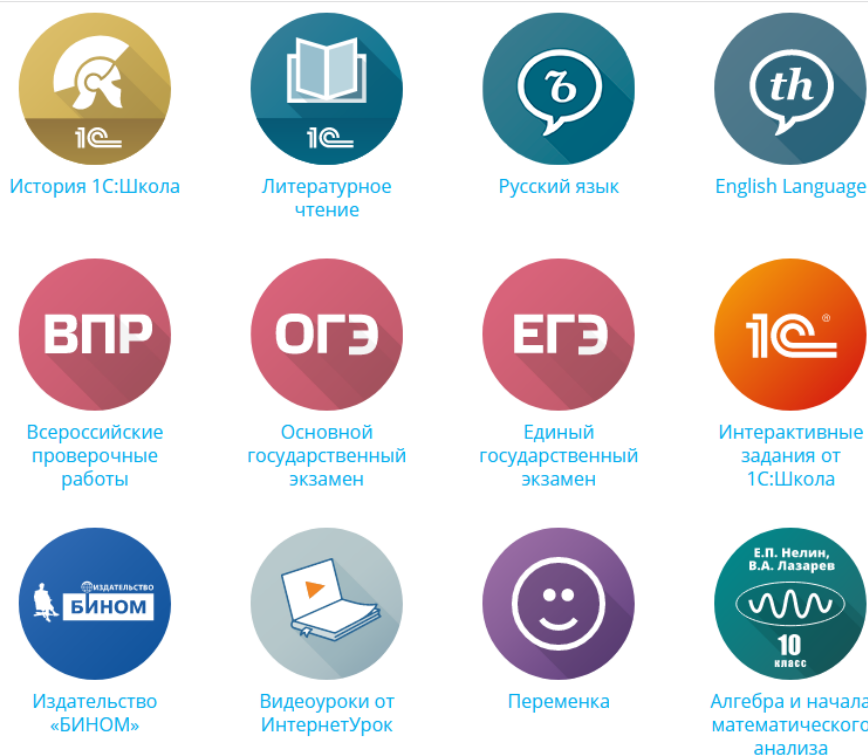 1С
1С
Ъ
th
История 1С:Школа
Литературное
чтение
Русский язык
English Language
ВПР
ОГЭ
ЕГЭ
1С®
Всероссийские
проверочные
работы
Основной
государственный
экзамен
Единый
государственный
экзамен
Интерактивные
задания от
1С:Школа
ИЗДАТЕЛЬСТВО
БИНОМ
Е.П. Нелин,
В.А. Лазарев
10
класс
Издательство
«БИНОМ»
Видеоуроки от
ИнтернетУрок
Переменка
Алгебра и начала
математического
анализа